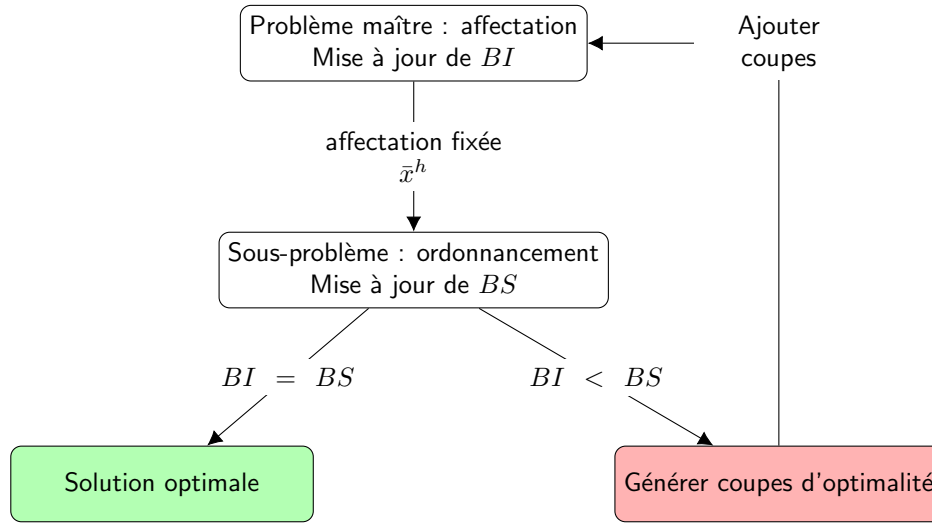 Problème maître : affectation
Mise à jour de BI
Ajouter
coupes
affectation fixée
x̄^h
Sous-problème : ordonnancement
Mise à jour de BS
BI = BS
BI < BS
Solution optimale
Générer coupes d'optimalité